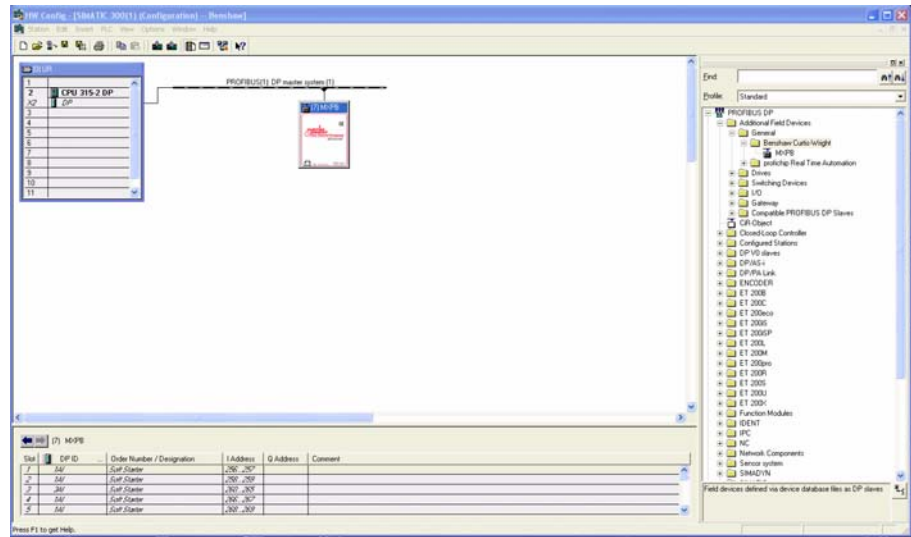 HW Config - [SIMATIC 300(1) (Configuration) -- Benshaw]
Station Edit Insert PLC View Options Window Help
(0) UR
1
2 CPU 315-2 DP
X2 DP
3
4
5
6
7
8
9
10
11
PROFIBUS(1): DP master system (1)
(7) MXPB
Find:
Profile: Standard
PROFIBUS DP
Additional Field Devices
General
Benshaw Curtis-Wright
MXPB
profichip Real Time Automation
Drives
Switching Devices
I/O
Gateway
Compatible PROFIBUS DP Slaves
CiR-Object
Closed-Loop Controller
Configured Stations
DP V0 slaves
DP/AS-i
DP/PA Link
ENCODER
ET 200B
ET 200C
ET 200eco
ET 200iS
ET 200iSP
ET 200L
ET 200M
ET 200pro
ET 200R
ET 200S
ET 200U
ET 200X
Function Modules
IDENT
IPC
NC
Network Components
Sensor system
SIMADYN
Field devices defined via device database files as DP slaves
(7) MXPB
Slot DP ID ... Order Number / Designation I Address Q Address Comment
1 Soft Starter 256...257
2 Soft Starter 258...259
3 Soft Starter 260...265
4 Soft Starter 266...267
5 Soft Starter 268...269
Press F1 to get Help.